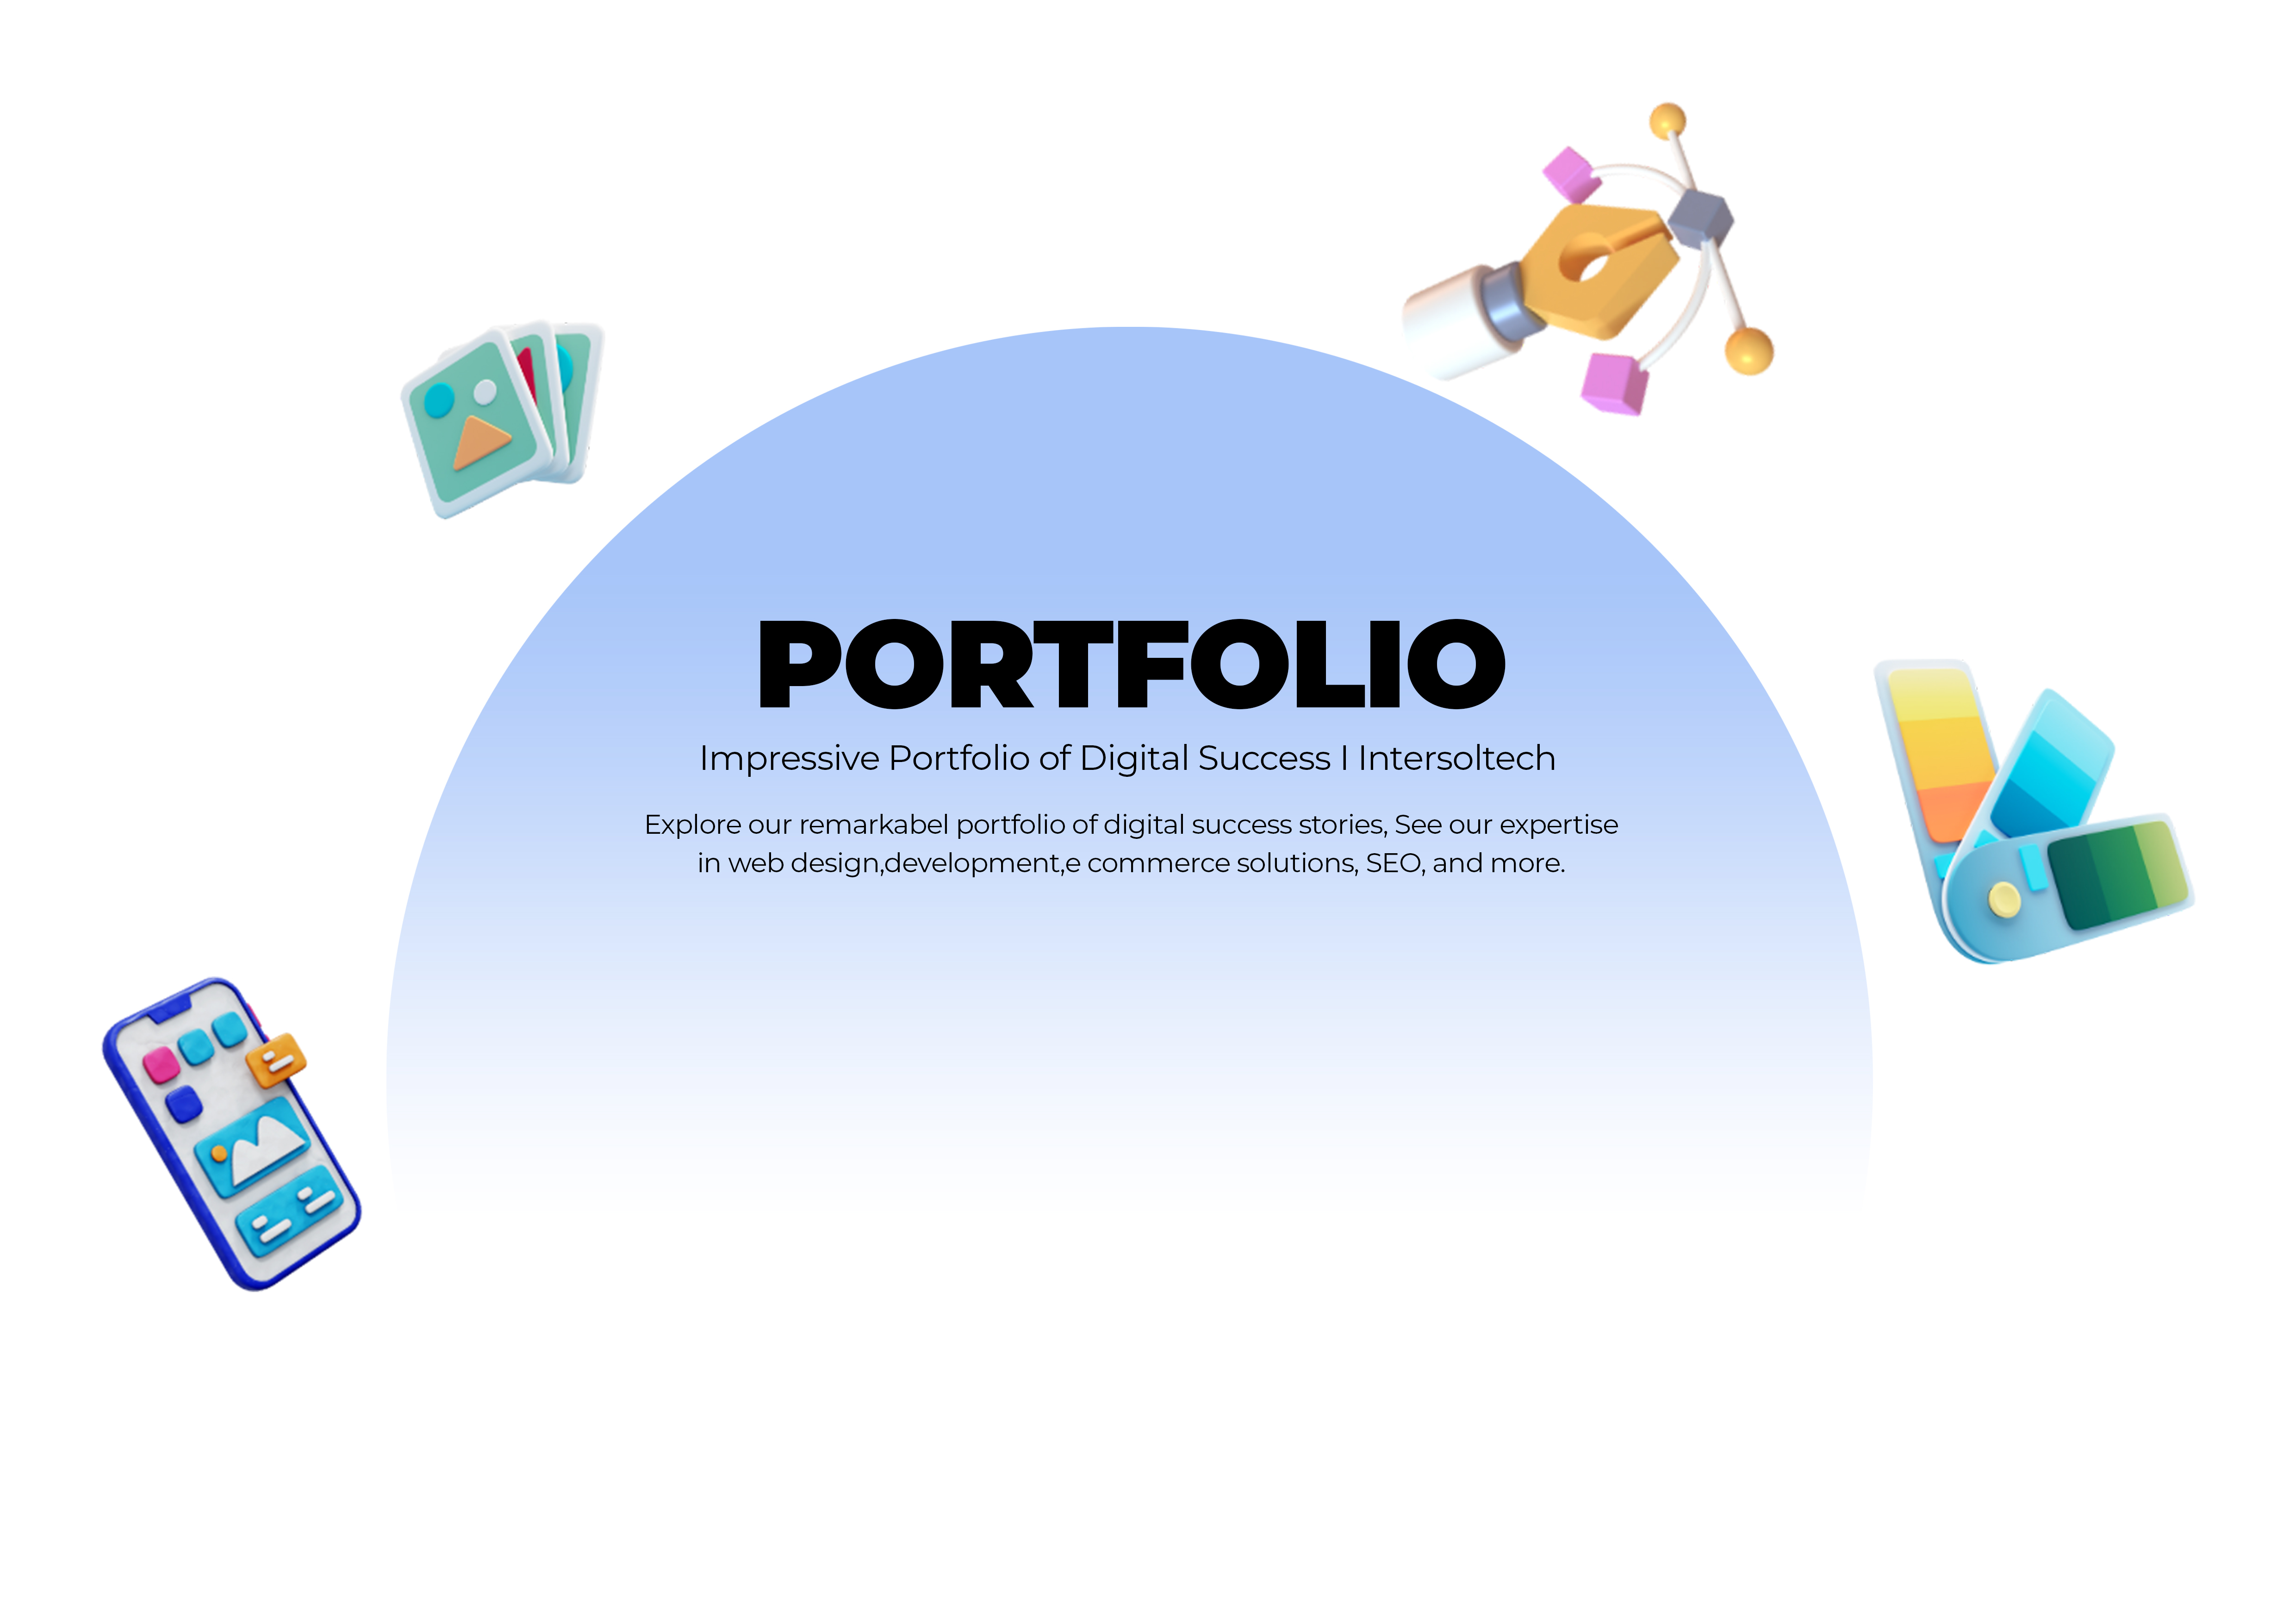 PORTFOLIO
Impressive Portfolio of Digital Success I Intersoltech
Explore our remarkabel portfolio of digital success stories, See our expertise
in web design,development,e commerce solutions, SEO, and more.